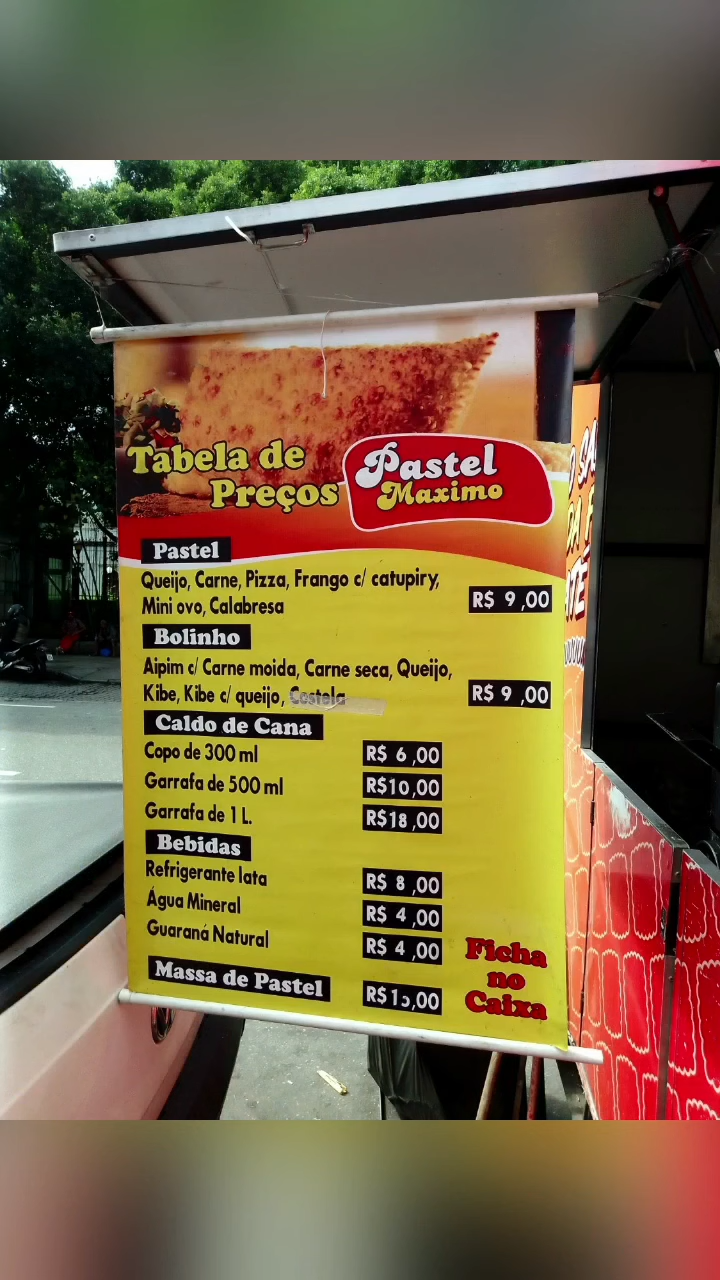 Tabela de
Preços
Pastel
Maximo
Pastel
Queijo, Carne, Pizza, Frango c/ catupiry,
Mini ovo, Calabresa
R$ 9,00
Bolinho
Aipim c/ Carne moida, Carne seca, Queijo,
Kibe, Kibe c/ queijo, Costela
R$ 9,00
Caldo de Cana
Copo de 300 ml R$ 6,00
Garrafa de 500 ml R$10,00
Garrafa de 1 L. R$18,00
Bebidas
Refrigerante lata R$ 8,00
Água Mineral R$ 4,00
Guaraná Natural R$ 4,00
Massa de Pastel
Ficha
no
Caixa